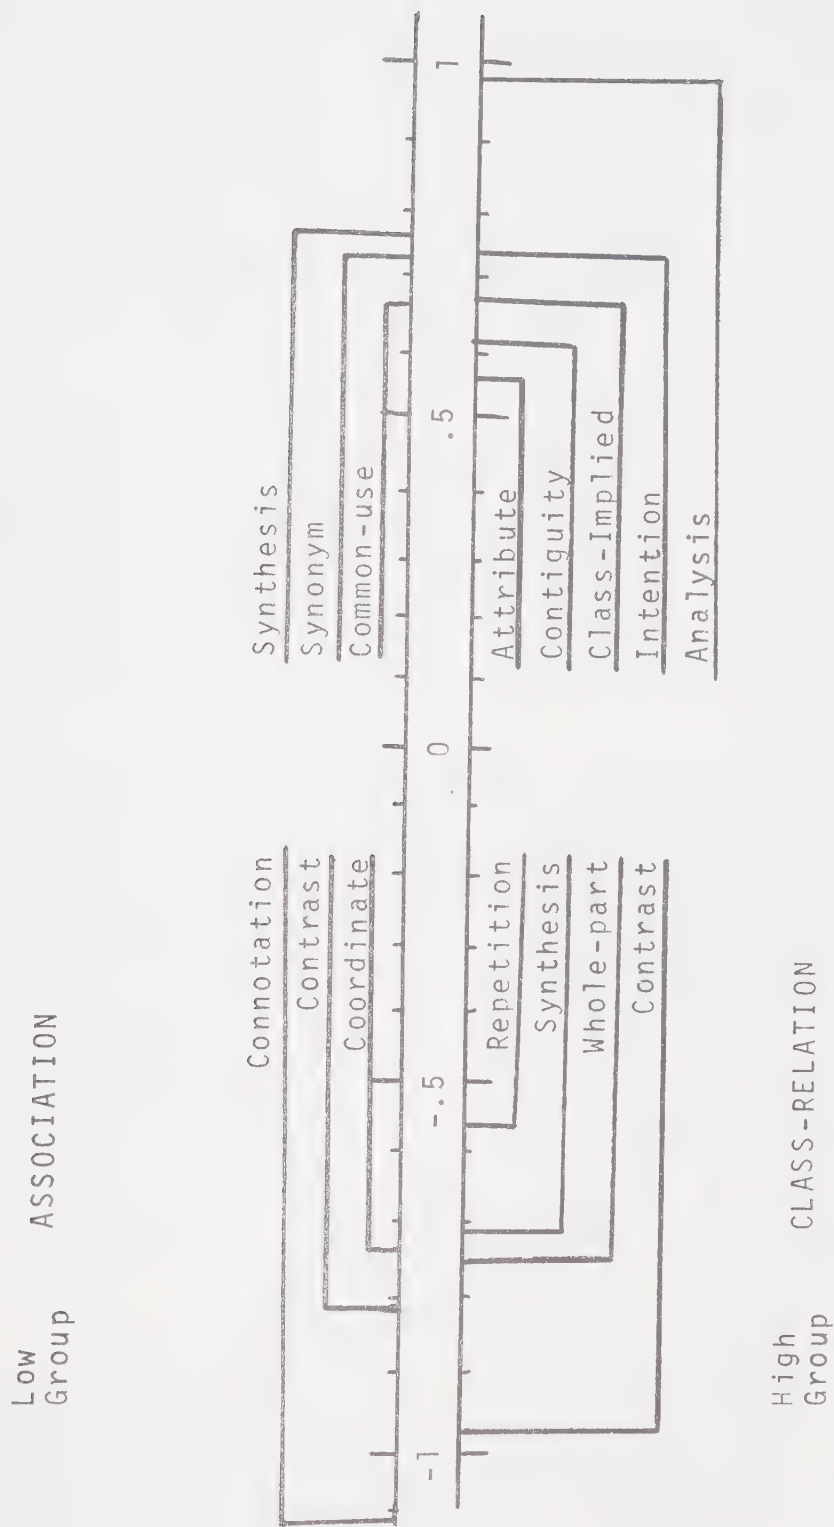 Low
Group
ASSOCIATION
Connotation
Contrast
Coordinate
Synthesis
Synonym
Common-use
-1
-.5
0
.5
1
Repetition
Synthesis
Whole-part
Contrast
Attribute
Contiguity
Class-Implied
Intention
Analysis
High
Group
CLASS-RELATION